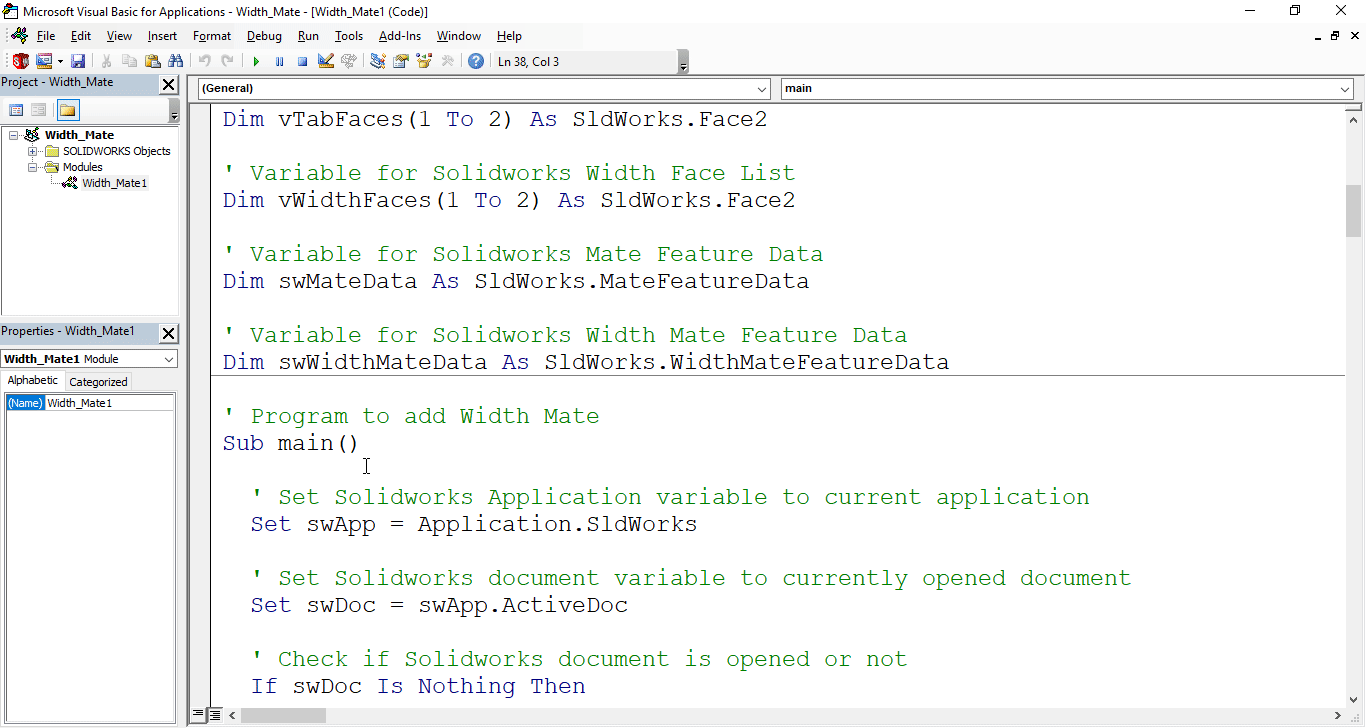 Microsoft Visual Basic for Applications - Width_Mate - [Width_Mate1 (Code)]
File Edit View Insert Format Debug Run Tools Add-Ins Window Help
Ln 38, Col 3
Project - Width_Mate
Width_Mate
SOLIDWORKS Objects
Modules
Width_Mate1
Properties - Width_Mate1
Width_Mate1 Module
Alphabetic Categorized
(Name) Width_Mate1
(General) main
Dim vTabFaces(1 To 2) As SldWorks.Face2
' Variable for Solidworks Width Face List
Dim vWidthFaces(1 To 2) As SldWorks.Face2
' Variable for Solidworks Mate Feature Data
Dim swMateData As SldWorks.MateFeatureData
' Variable for Solidworks Width Mate Feature Data
Dim swWidthMateData As SldWorks.WidthMateFeatureData
' Program to add Width Mate
Sub main()
' Set Solidworks Application variable to current application
Set swApp = Application.SldWorks
' Set Solidworks document variable to currently opened document
Set swDoc = swApp.ActiveDoc
' Check if Solidworks document is opened or not
If swDoc Is Nothing Then